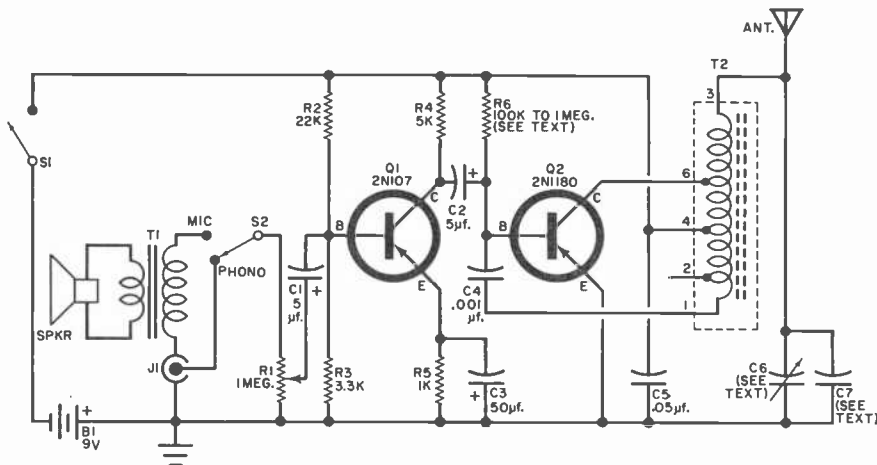 ANT.
T2
3
R2
22K
R4
5K
R6
100K TO 1MEG.
(SEE TEXT)
S1
Q1
2N107
C
C2
5µf.
+
Q2
2N1180
C
6
MIC
S2
T1
PHONO
B
B
4
2
1
SPKR
C1
5
µf.
+
E
C4
.001
µf.
E
J1
R1
1MEG.
R3
3.3K
R5
1K
C3
50µf.
+
C5
.05µf.
C6
(SEE
TEXT)
C7
(SEE
TEXT)
+
B1
9V